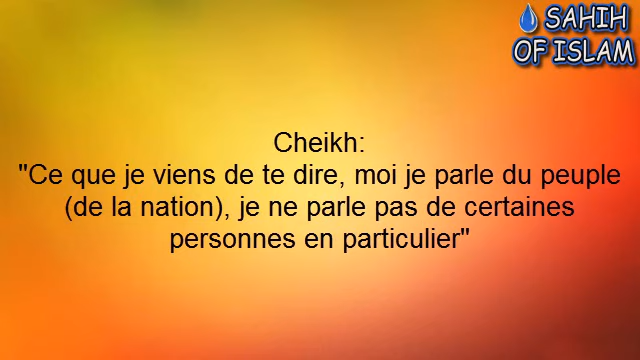 SAHIH
OF ISLAM
Cheikh:
"Ce que je viens de te dire, moi je parle du peuple
(de la nation), je ne parle pas de certaines
personnes en particulier"